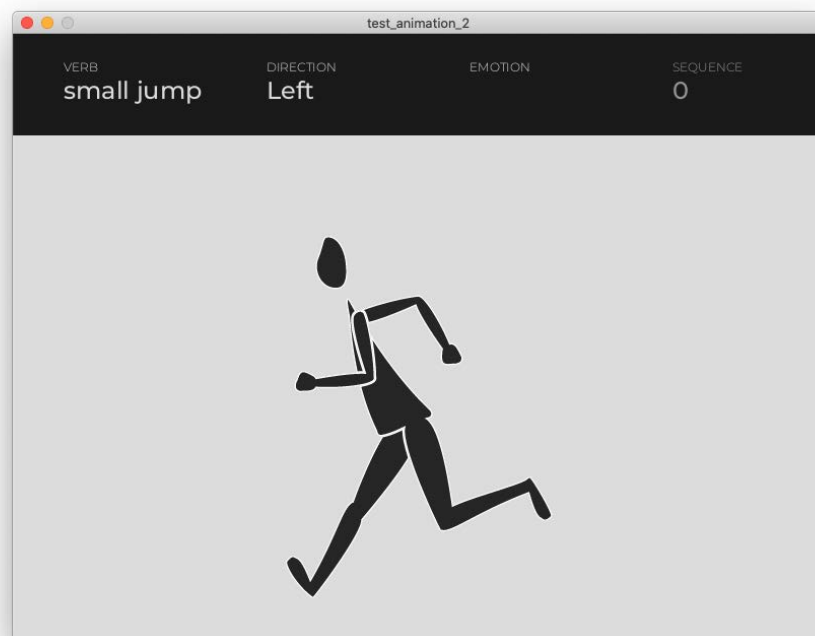 test_animation_2
VERB DIRECTION EMOTION SEQUENCE
small jump Left 0